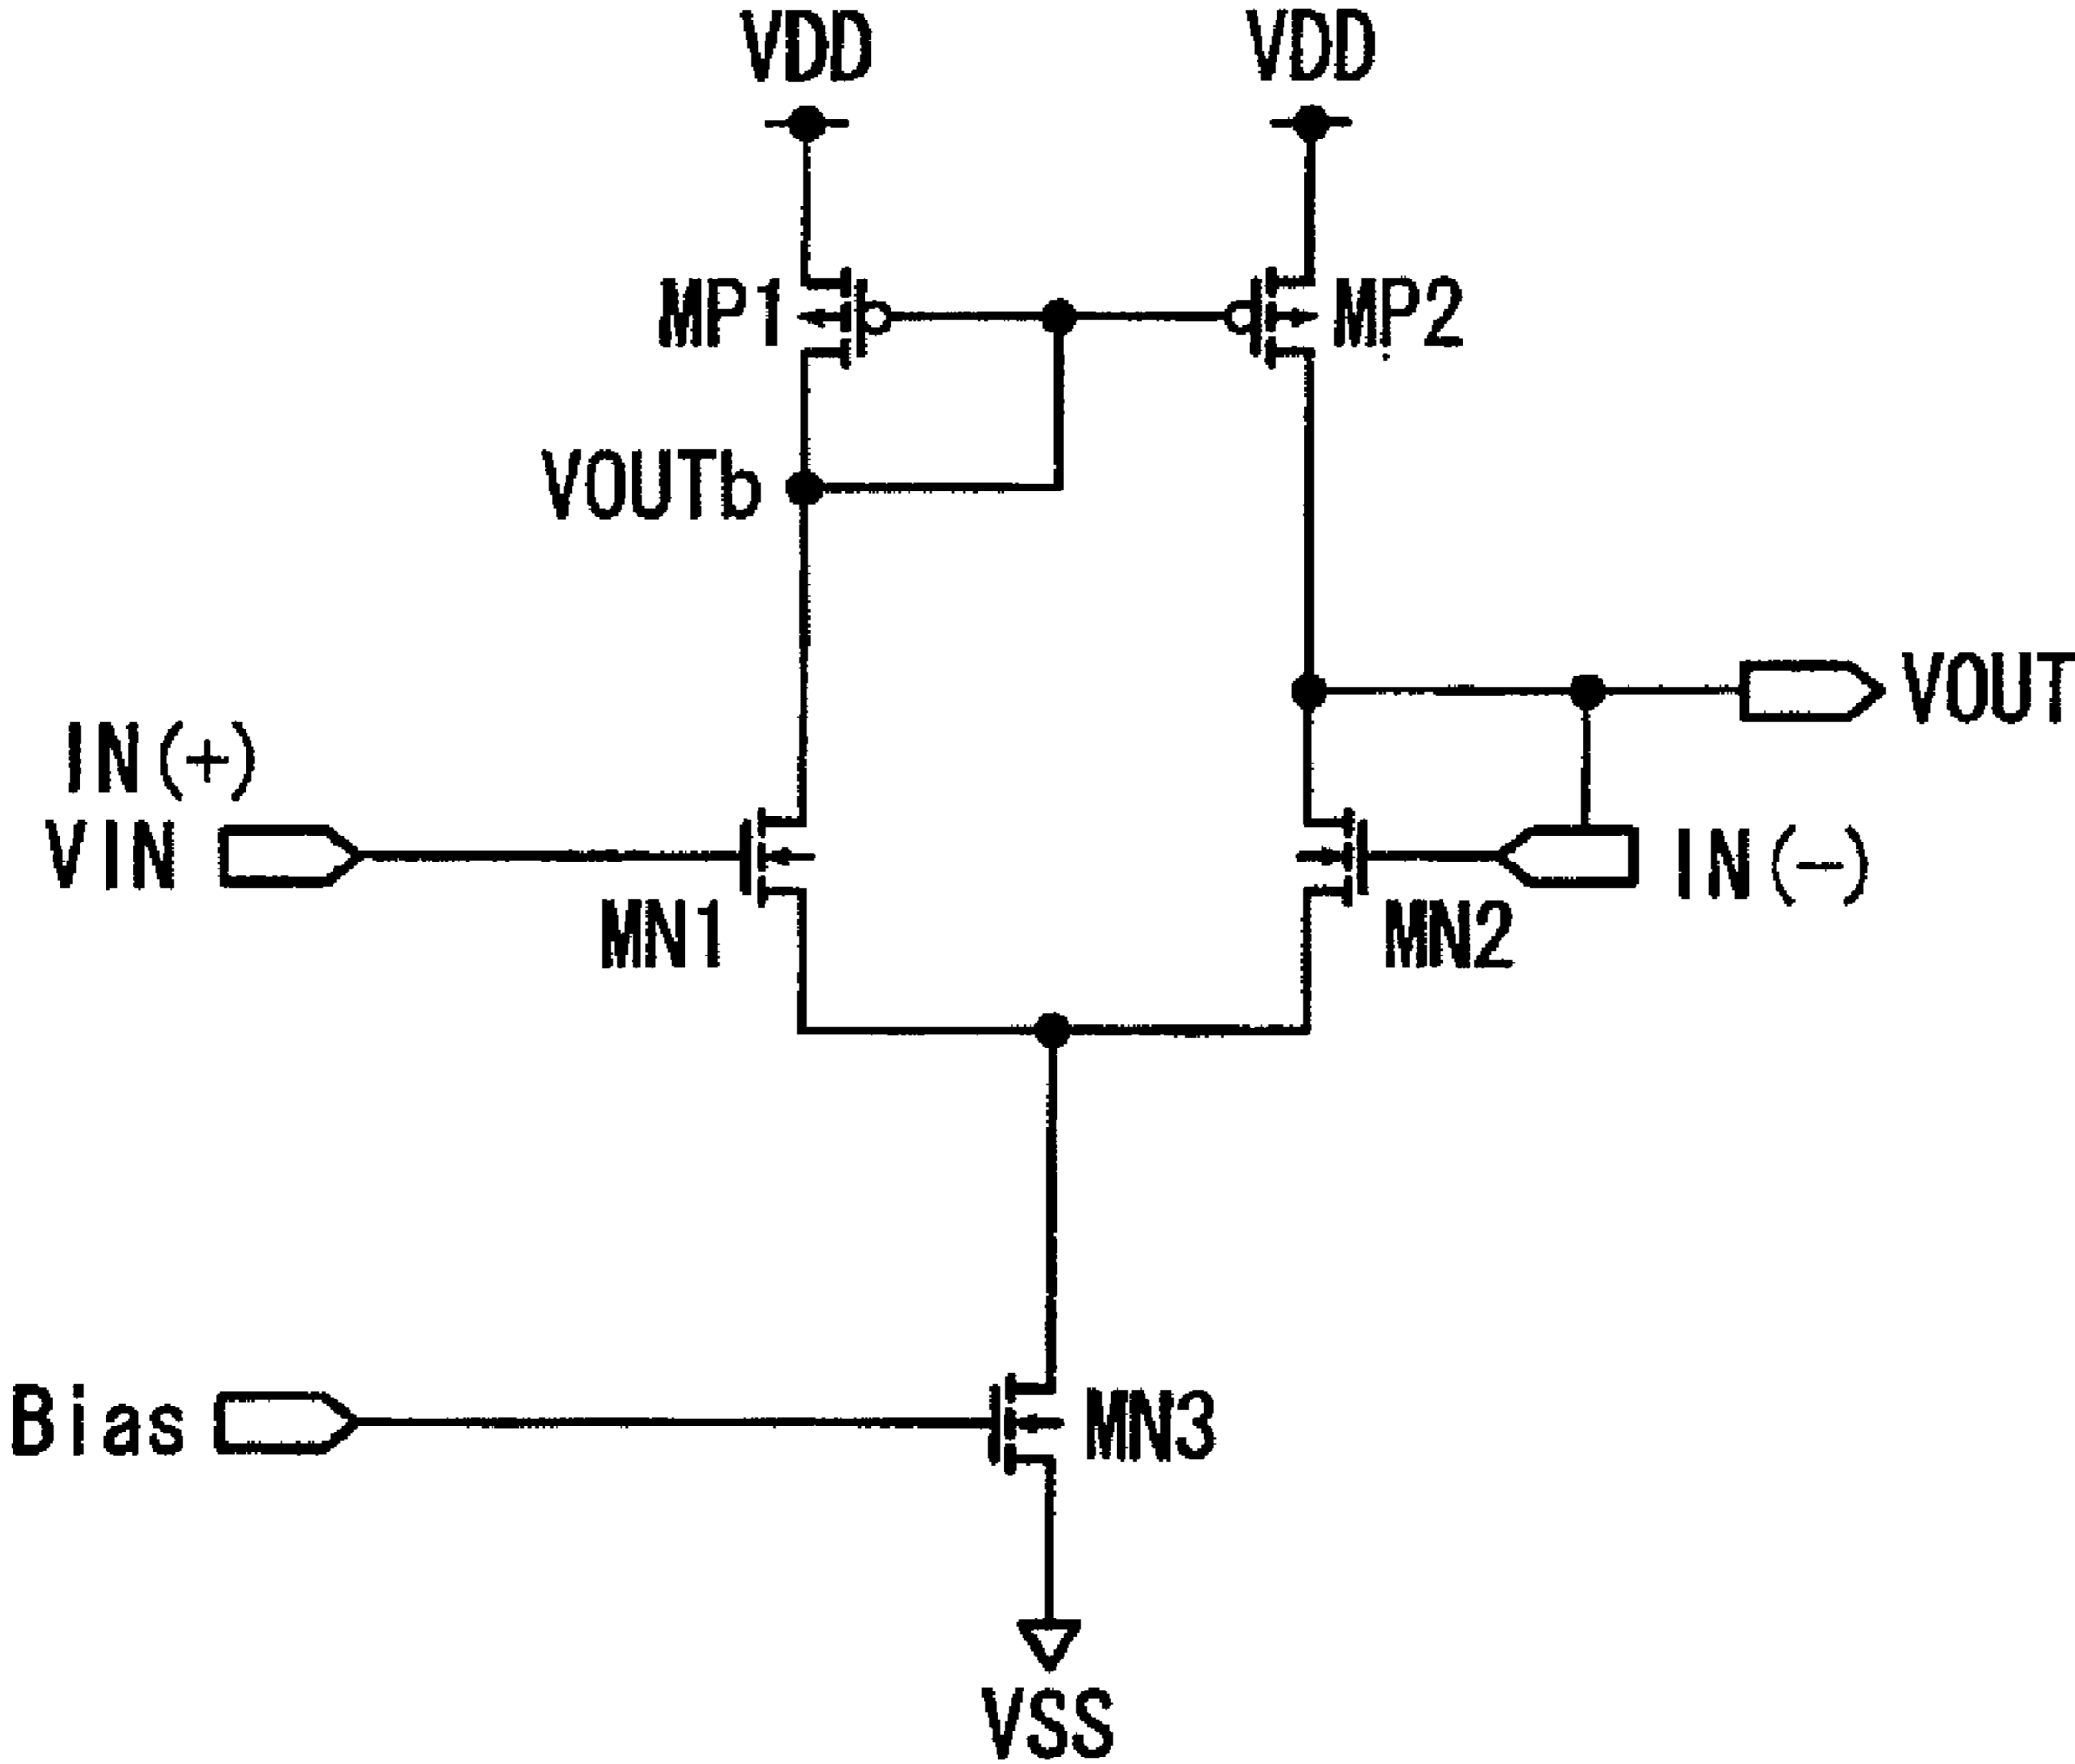 VDD
VDD
MP1
MP2
VOUTb
VOUT
IN(+)
VIN
IN(-)
MN1
MN2
Bias
MN3
VSS